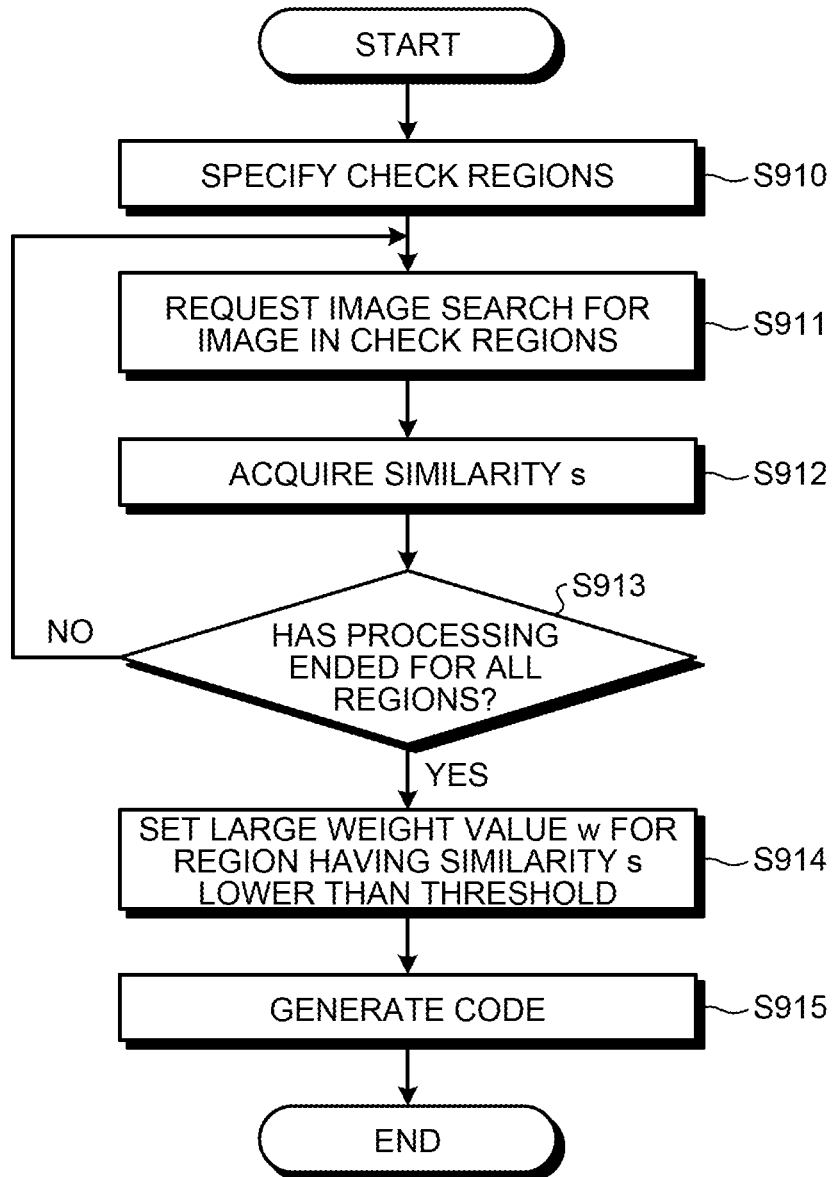 START
SPECIFY CHECK REGIONS
S910
REQUEST IMAGE SEARCH FOR
IMAGE IN CHECK REGIONS
S911
ACQUIRE SIMILARITY s
S912
S913
HAS PROCESSING
ENDED FOR ALL
REGIONS?
NO
YES
SET LARGE WEIGHT VALUE w FOR
REGION HAVING SIMILARITY s
LOWER THAN THRESHOLD
S914
GENERATE CODE
S915
END